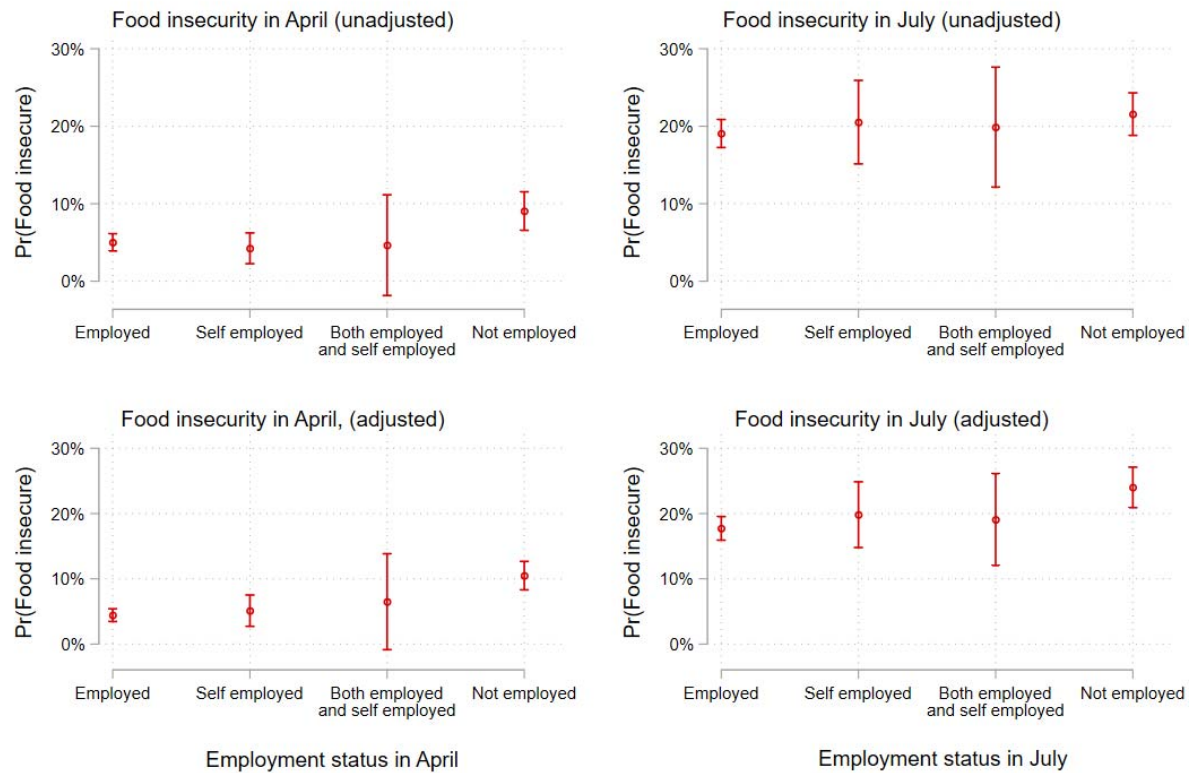 Food insecurity in April (unadjusted)
Pr(Food insecure)
30%
20%
10%
0%
Employed
Self employed
Both employed
and self employed
Not employed
Food insecurity in July (unadjusted)
Pr(Food insecure)
30%
20%
10%
0%
Employed
Self employed
Both employed
and self employed
Not employed
Food insecurity in April, (adjusted)
Pr(Food insecure)
30%
20%
10%
0%
Employed
Self employed
Both employed
and self employed
Not employed
Employment status in April
Food insecurity in July (adjusted)
Pr(Food insecure)
30%
20%
10%
0%
Employed
Self employed
Both employed
and self employed
Not employed
Employment status in July